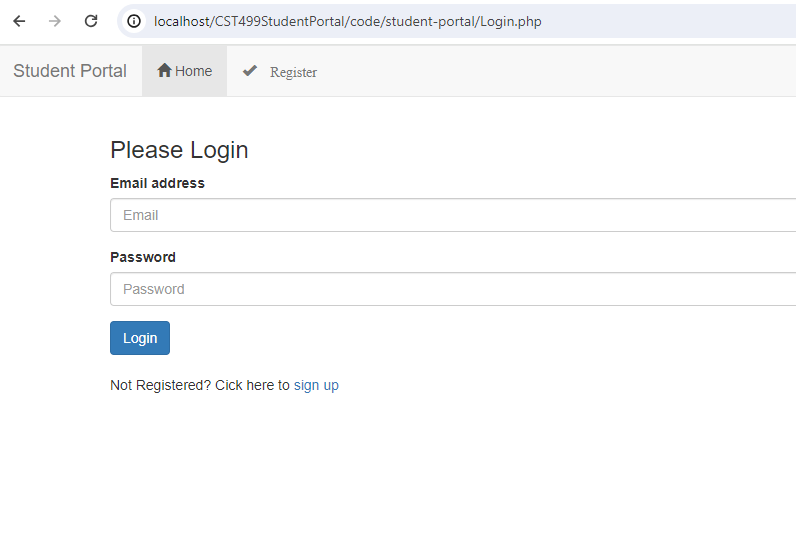 localhost/CST499StudentPortal/code/student-portal/Login.php
Student Portal Home Register
Please Login
Email address
Email
Password
Password
Login
Not Registered? Cick here to sign up